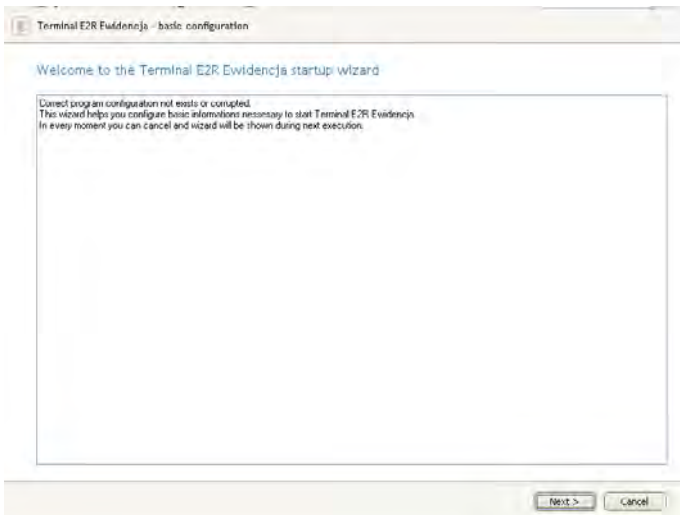 Terminal E2R Ewidencja - basic configuration
Welcome to the Terminal E2R Ewidencja startup wizard
Correct program configuration not exists or corrupted.
This wizard helps you configure basic informations nessesary to start Terminal E2R Ewidencja.
In every moment you can cancel and wizard will be shown during next execution.
Next >
Cancel